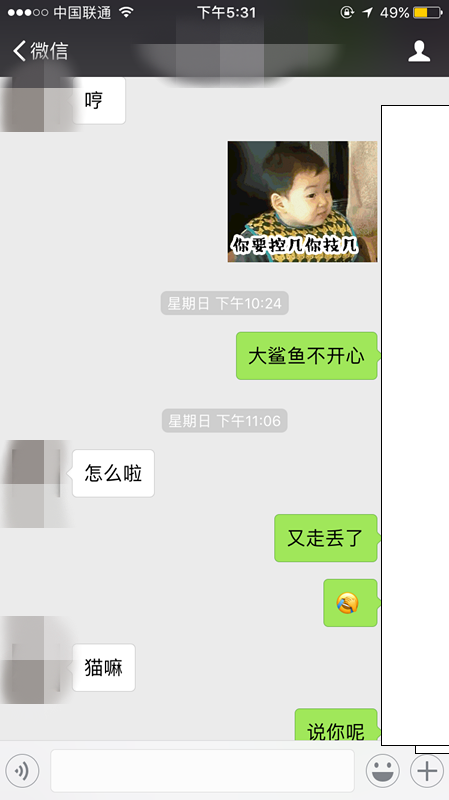 中国联通
下午5:31
49%
微信
哼
你要控几你技几
星期日 下午10:24
大鲨鱼不开心
星期日 下午11:06
怎么啦
又走丢了
猫嘛
说你呢